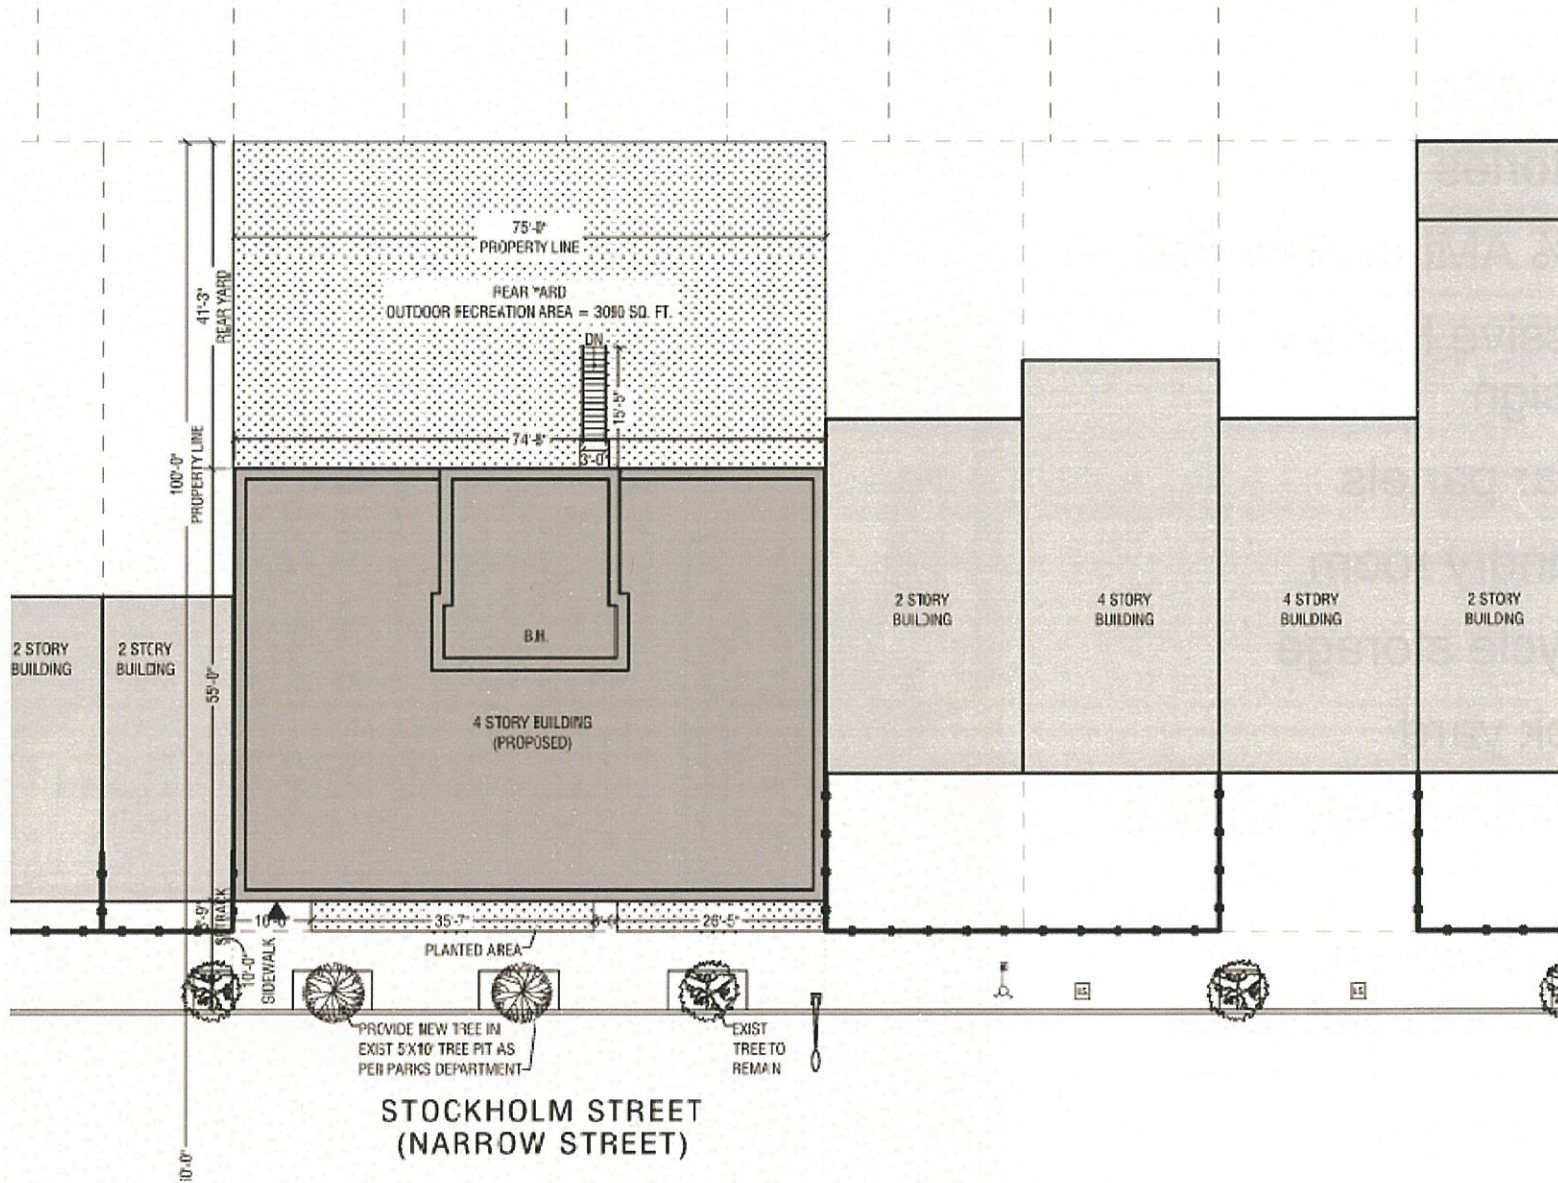 75'-0"
PROPERTY LINE
REAR YARD
OUTDOOR RECREATION AREA = 3090 SQ. FT.
DN
15'-5"
74'-8"
3'-0"
41'-3"
REAR YARD
100'-0"
PROPERTY LINE
55'-0"
2 STORY
BUILDING
2 STORY
BUILDING
B.H.
4 STORY BUILDING
(PROPOSED)
2 STORY
BUILDING
4 STORY
BUILDING
4 STORY
BUILDING
2 STORY
BUILDING
SETBACK
10'-0"
35'-7"
26'-5"
PLANTED AREA
10'-0"
SIDEWALK
PROVIDE NEW TREE IN
EXIST 5'X10' TREE PIT AS
PER PARKS DEPARTMENT
EXIST
TREE TO
REMAIN
STOCKHOLM STREET
(NARROW STREET)